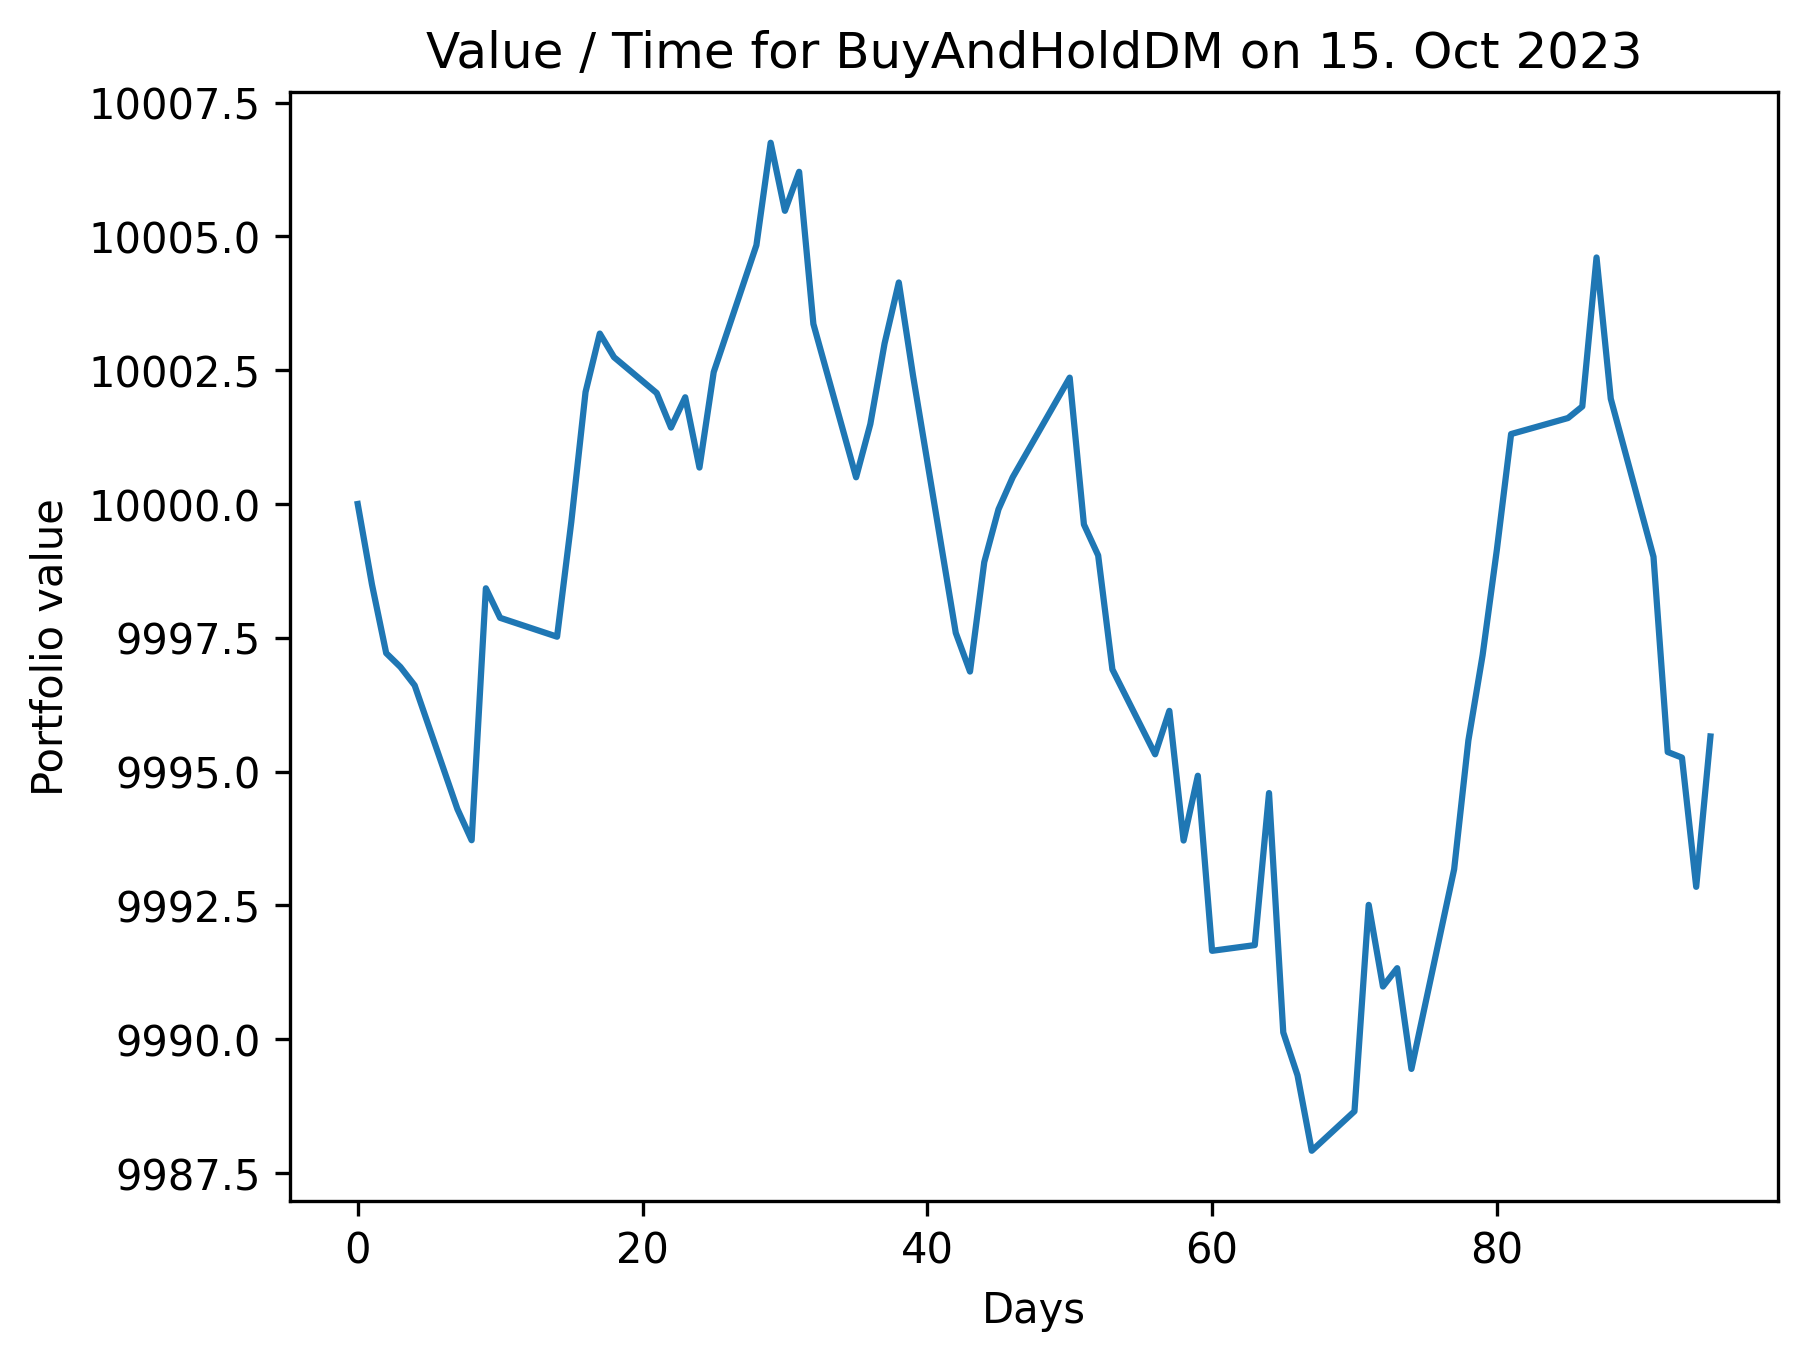 Value / Time for BuyAndHoldDM on 15. Oct 2023
10007.5
10005.0
10002.5
10000.0
9997.5
9995.0
9992.5
9990.0
9987.5
Portfolio value
0 20 40 60 80
Days